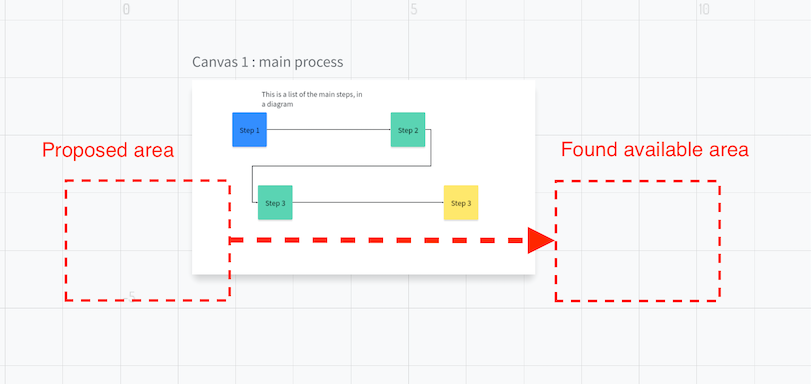 0
5
10
Canvas 1 : main process
This is a list of the main steps, in
a diagram
Step 1
Step 2
Proposed area
Found available area
Step 3
Step 3
-5